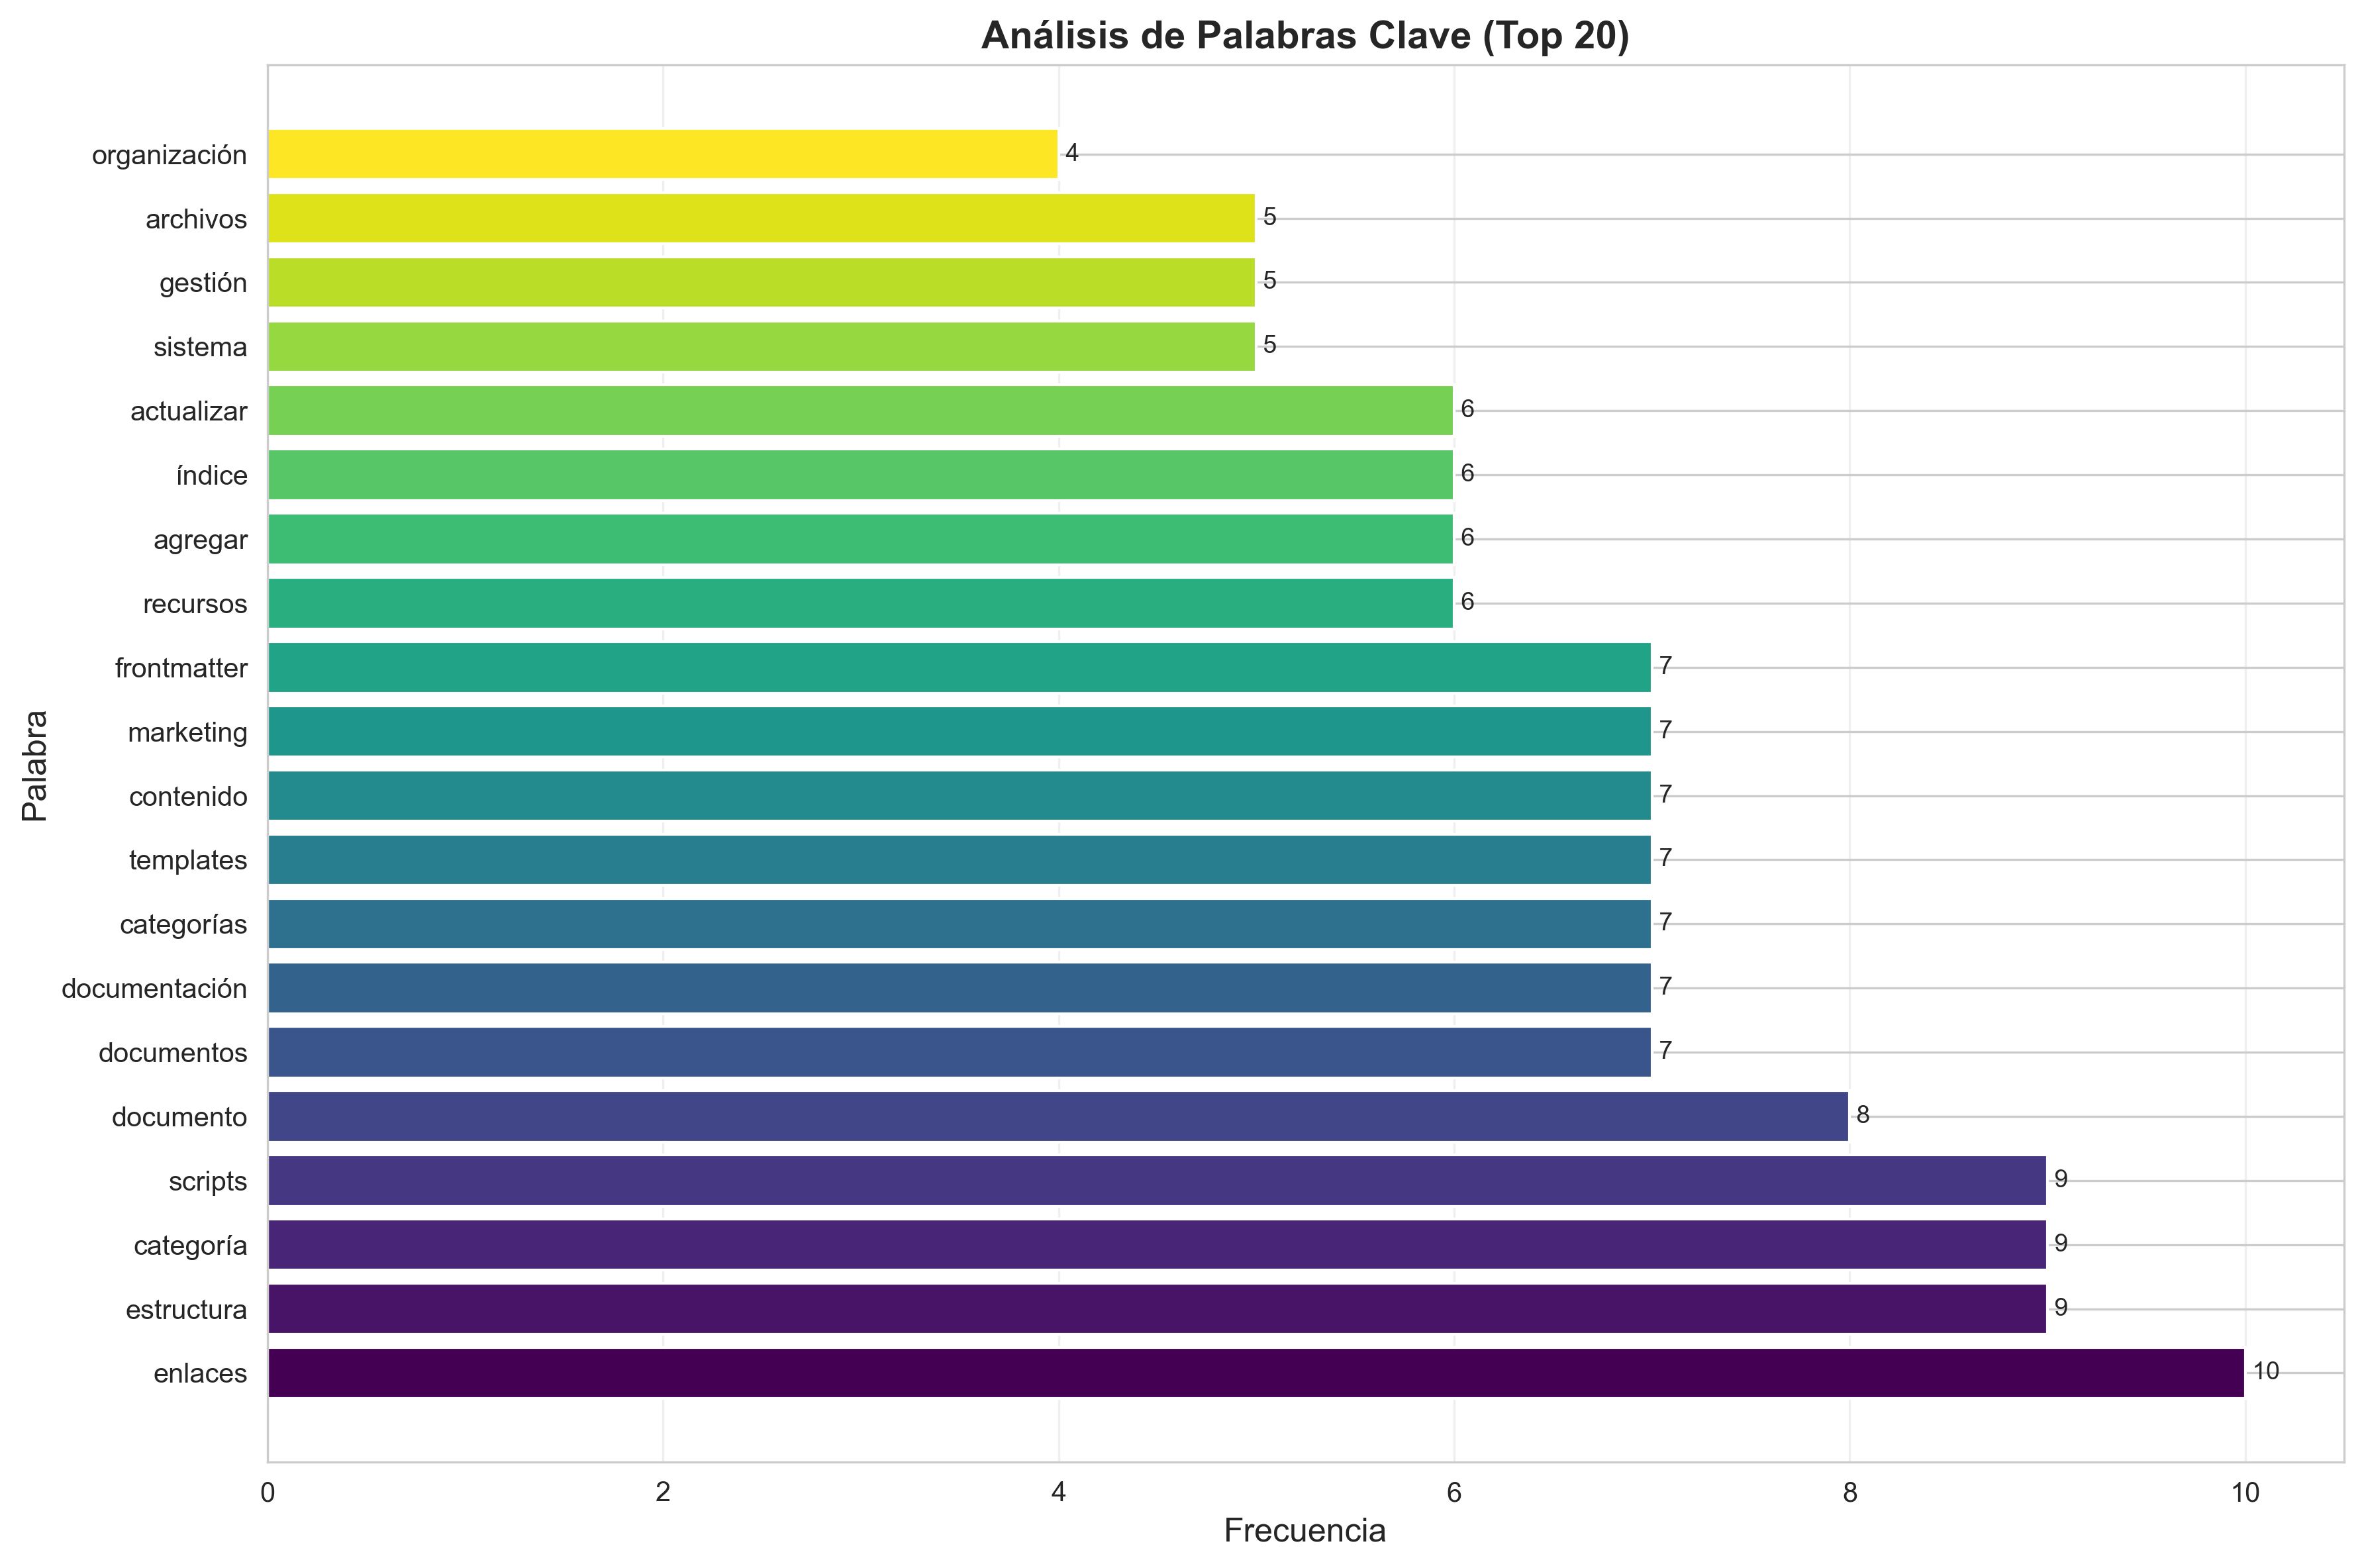 Análisis de Palabras Clave (Top 20)
organización 4
archivos 5
gestión 5
sistema 5
actualizar 6
índice 6
agregar 6
recursos 6
frontmatter 7
marketing 7
contenido 7
templates 7
categorías 7
documentación 7
documentos 7
documento 8
scripts 9
categoría 9
estructura 9
enlaces 10
Palabra
0 2 4 6 8 10
Frecuencia